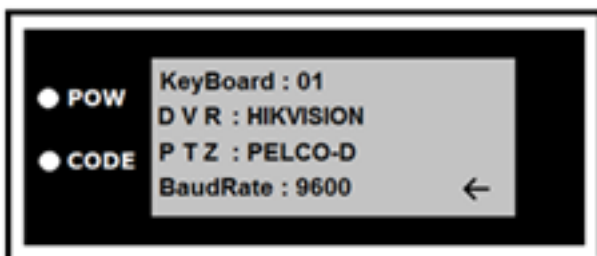 POW
CODE
KeyBoard : 01
D V R : HIKVISION
P T Z : PELCO-D
BaudRate : 9600 ←